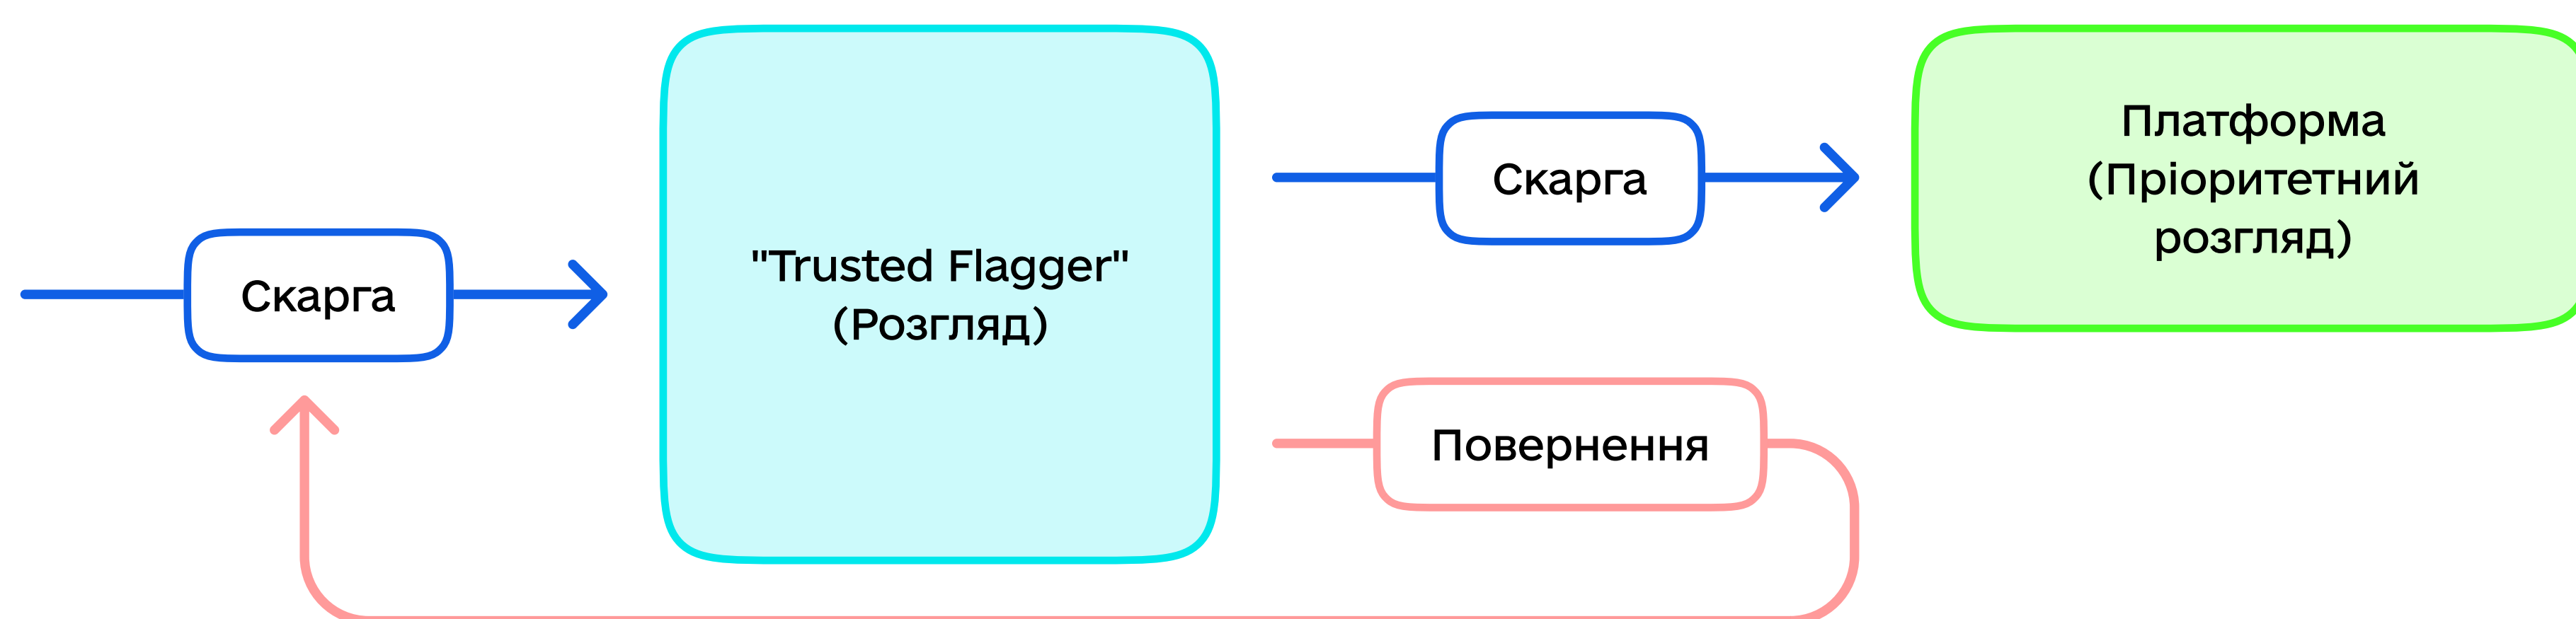 Скарга
"Trusted Flagger"
(Розгляд)
Скарга
Повернення
Платформа
(Пріоритетний
розгляд)